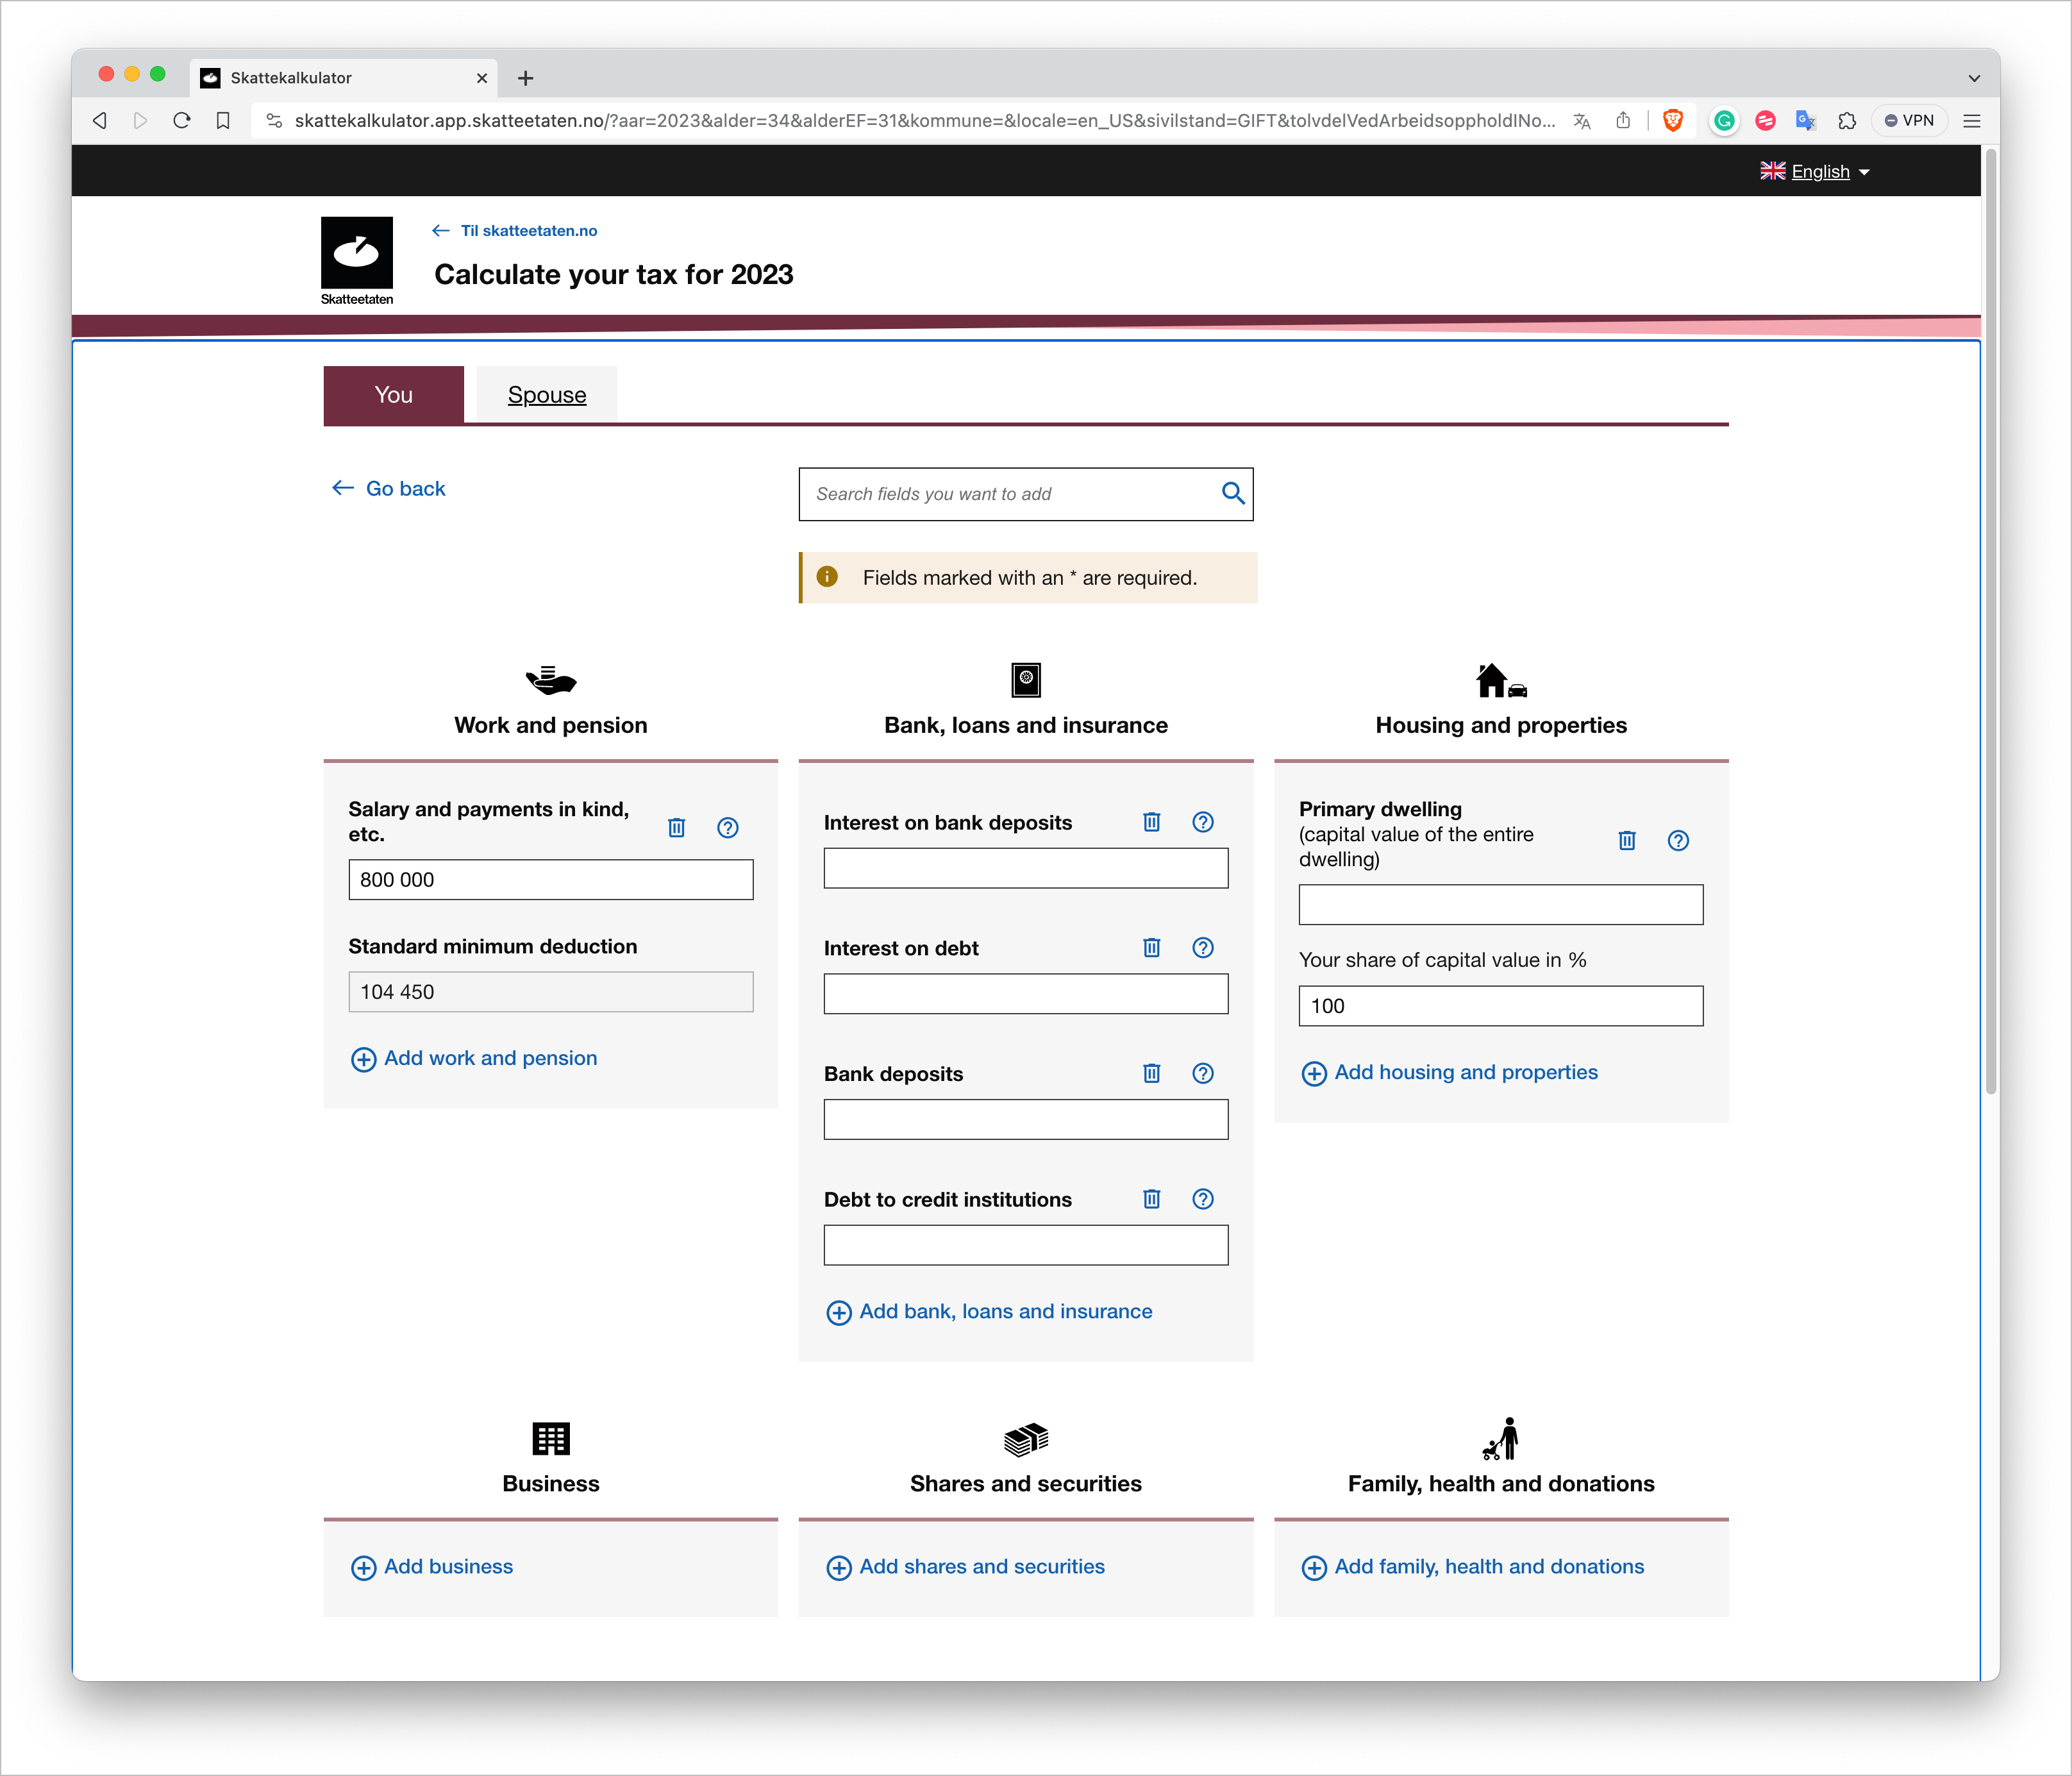 Skattekalkulator
skattekalkulator.app.skatteetaten.no/?aar=2023&alder=34&alderEF=31&kommune=&locale=en_US&sivilstand=GIFT&tolvdelVedArbeidsoppholdINo...
VPN
English
Til skatteetaten.no
Calculate your tax for 2023
Skatteetaten
You
Spouse
Go back
Search fields you want to add
Fields marked with an * are required.
Work and pension
Salary and payments in kind,
etc.
800 000
Standard minimum deduction
104 450
Add work and pension
Bank, loans and insurance
Interest on bank deposits
Interest on debt
Bank deposits
Debt to credit institutions
Add bank, loans and insurance
Housing and properties
Primary dwelling
(capital value of the entire
dwelling)
Your share of capital value in %
100
Add housing and properties
Business
Add business
Shares and securities
Add shares and securities
Family, health and donations
Add family, health and donations